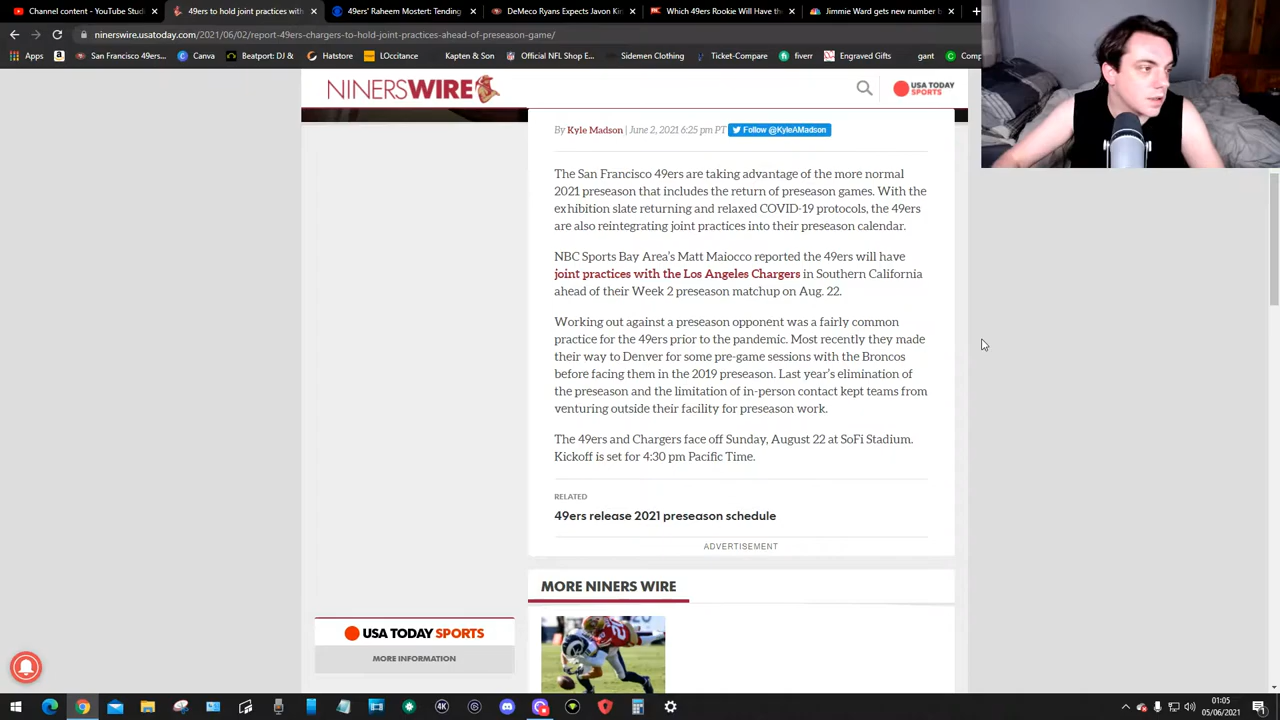 Channel content - YouTube Stud
49ers to hold joint practices with
49ers' Raheem Mostert: Tending
Demeco Ryans Karl Jo
Which 49ers Rookies Will Have th
Jimmie Ward new number b
ninerswire.usatoday.com/2021/06/02/report-49ers-chargers-to-hold-joint-practices-ahead-of-preseason-game/
Apps
San Francisco 49ers...
Canva
Beatport: DJ &...
Hatstore
LOccitance
Kapten & Son
Official NFL Shop E...
Sidemen Clothing
Ticket-Compare
fiverr
Engraved Gifts
gant
NINERSWIRE
USA TODAY
SPORTS
By Kyle Madson | June 2, 2021 6:25 pm PT Follow @KyleAMadson
The San Francisco 49ers are taking advantage of the more normal
2021 preseason that includes the return of preseason games. With the
exhibition slate returning and relaxed COVID-19 protocols, the 49ers
are also reintegrating joint practices into their preseason calendar.
NBC Sports Bay Area's Matt Maiocco reported the 49ers will have
joint practices with the Los Angeles Chargers in Southern California
ahead of their Week 2 preseason matchup on Aug. 22.
Working out against a preseason opponent was a fairly common
practice for the 49ers prior to the pandemic. Most recently they made
their way to Denver for some pre-game sessions with the Broncos
before facing them in the 2019 preseason. Last year's elimination of
the preseason and the limitation of in-person contact kept teams from
venturing outside their facility for preseason work.
The 49ers and Chargers face off Sunday, August 22 at SoFi Stadium.
Kickoff is set for 4:30 pm Pacific Time.
RELATED
49ers release 2021 preseason schedule
ADVERTISEMENT
MORE NINERS WIRE
USA TODAY SPORTS
MORE INFORMATION
01:05
05/06/2021